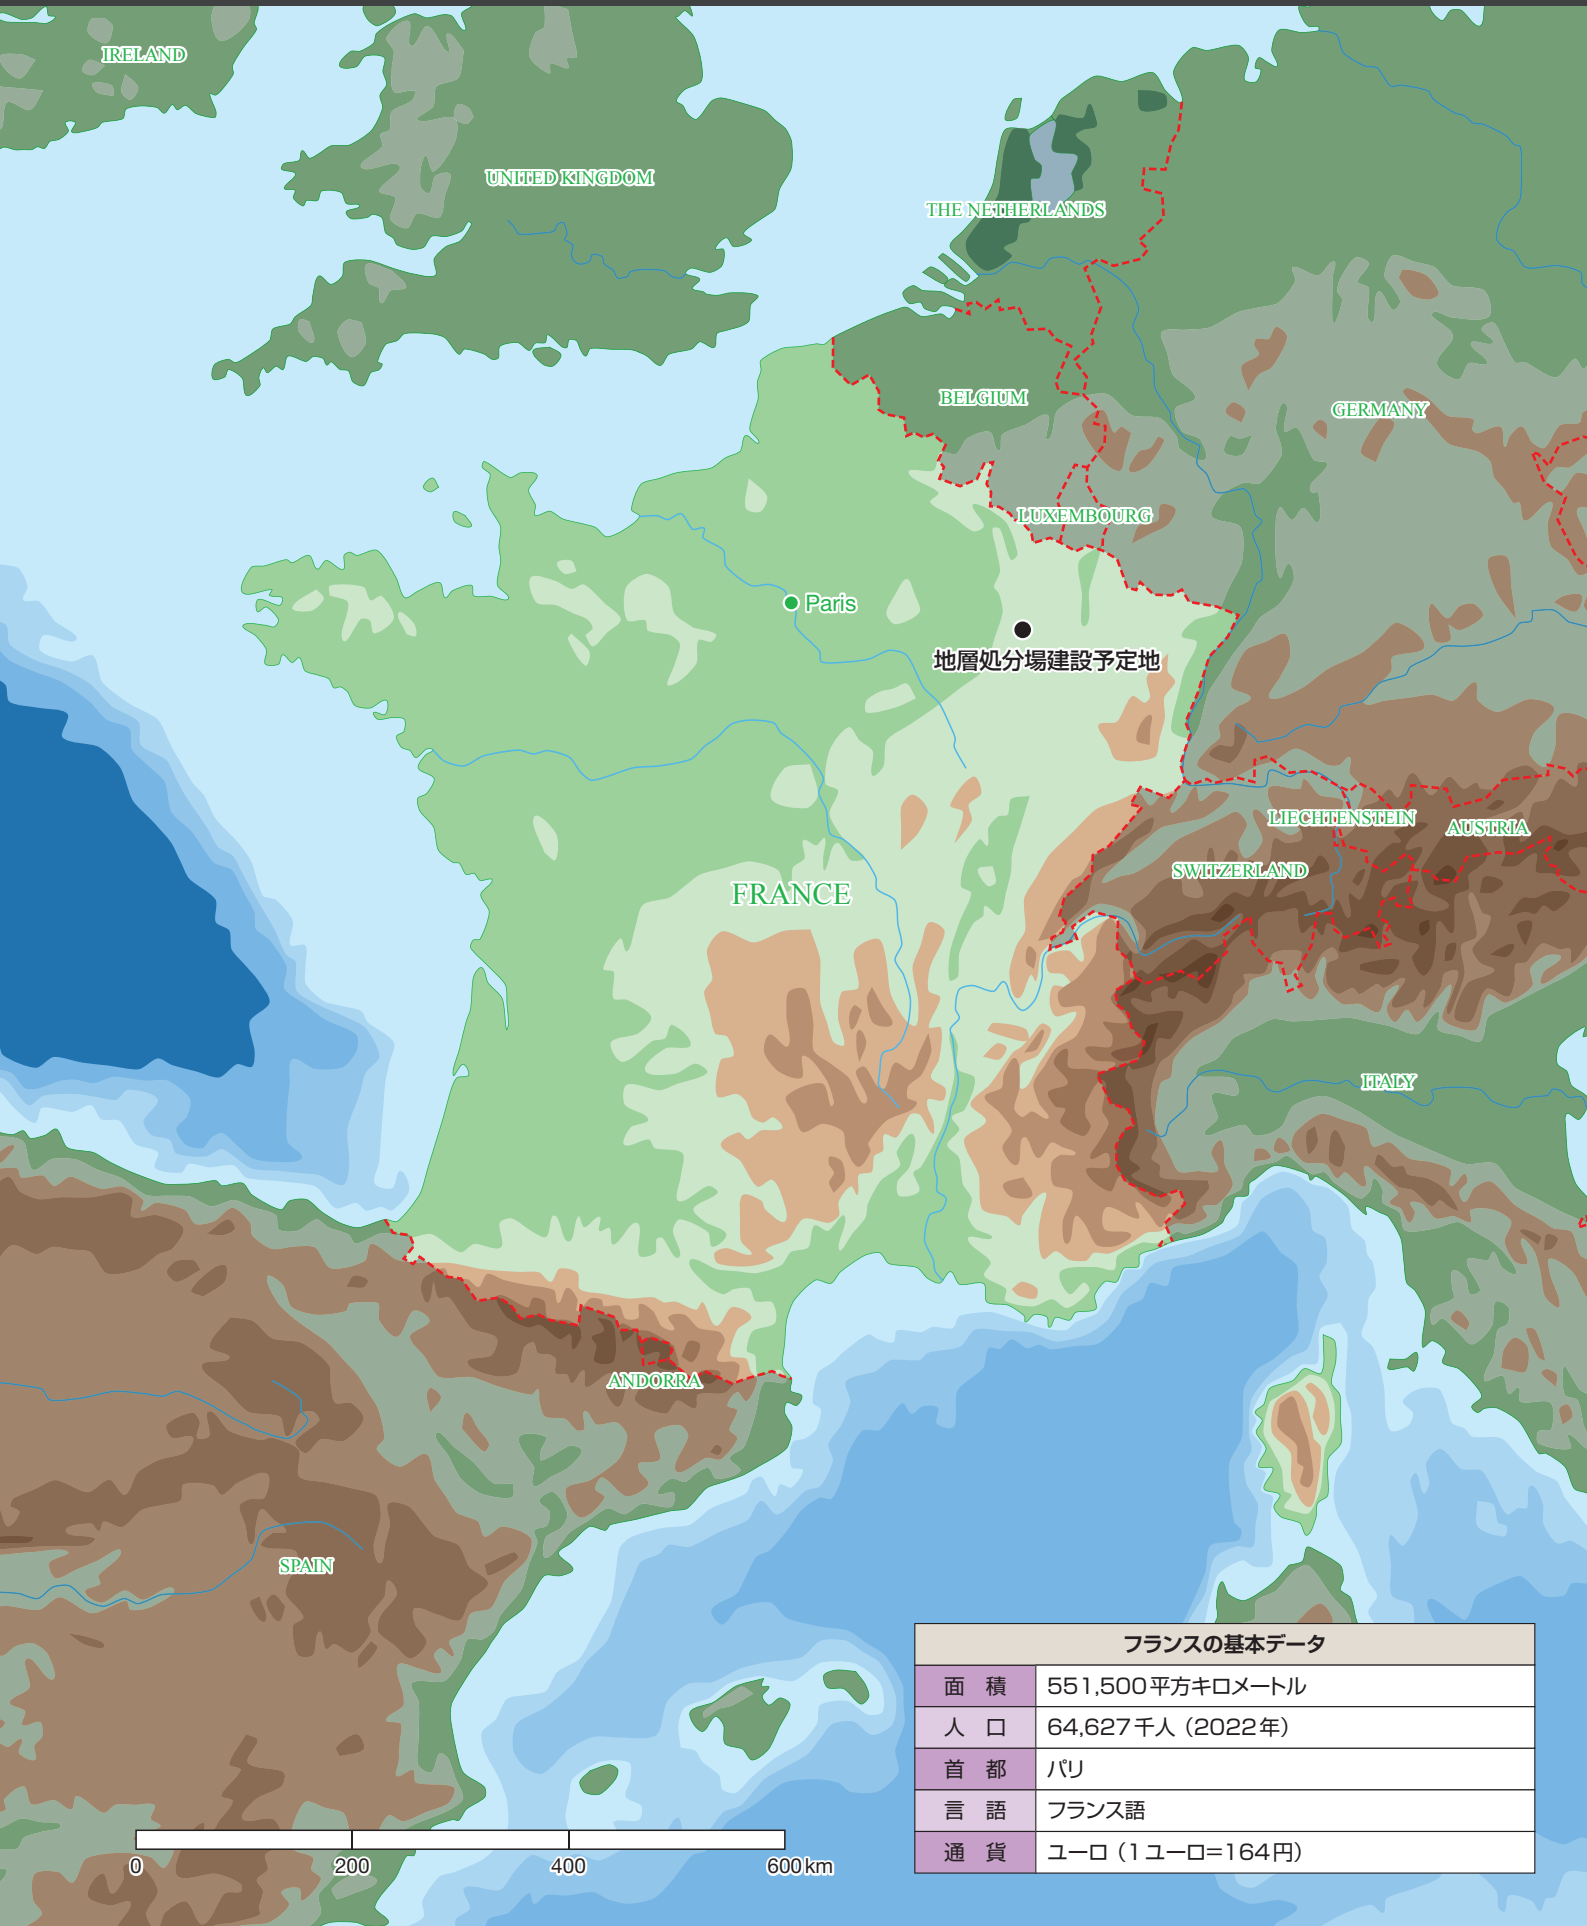 IRELAND
UNITED KINGDOM
THE NETHERLANDS
BELGIUM
GERMANY
LUXEMBOURG
Paris
地層処分場建設予定地
LIECHTENSTEIN
AUSTRIA
SWITZERLAND
FRANCE
ITALY
ANDORRA
SPAIN
フランスの基本データ
面 積 551,500平方キロメートル
人 口 64,627千人（2022年）
首 都 パリ
言 語 フランス語
通 貨 ユーロ（1ユーロ=164円）
0 200 400 600km